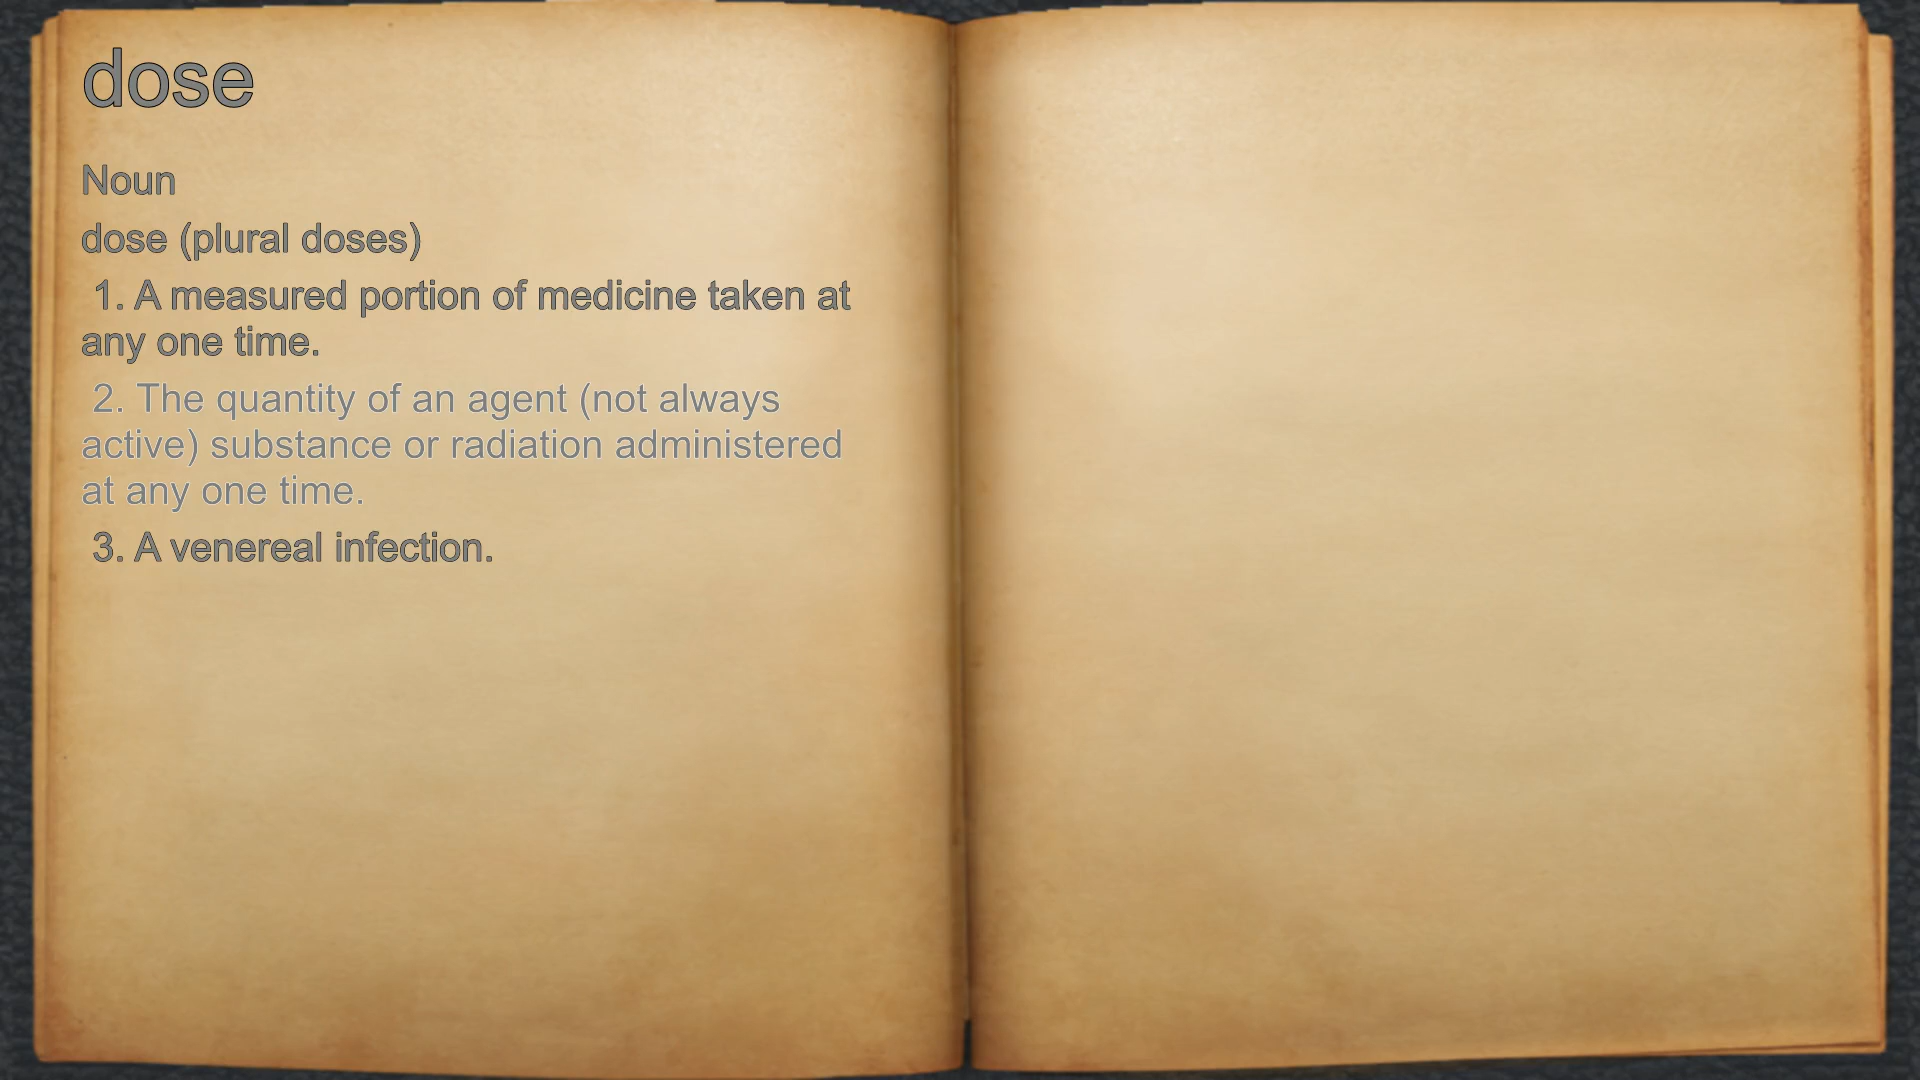 dose
Noun
dose (plural doses)
1. A measured portion of medicine taken at
any one time.
2. The quantity of an agent (not always
active) substance or radiation administered
at any one time.
3. A venereal infection.